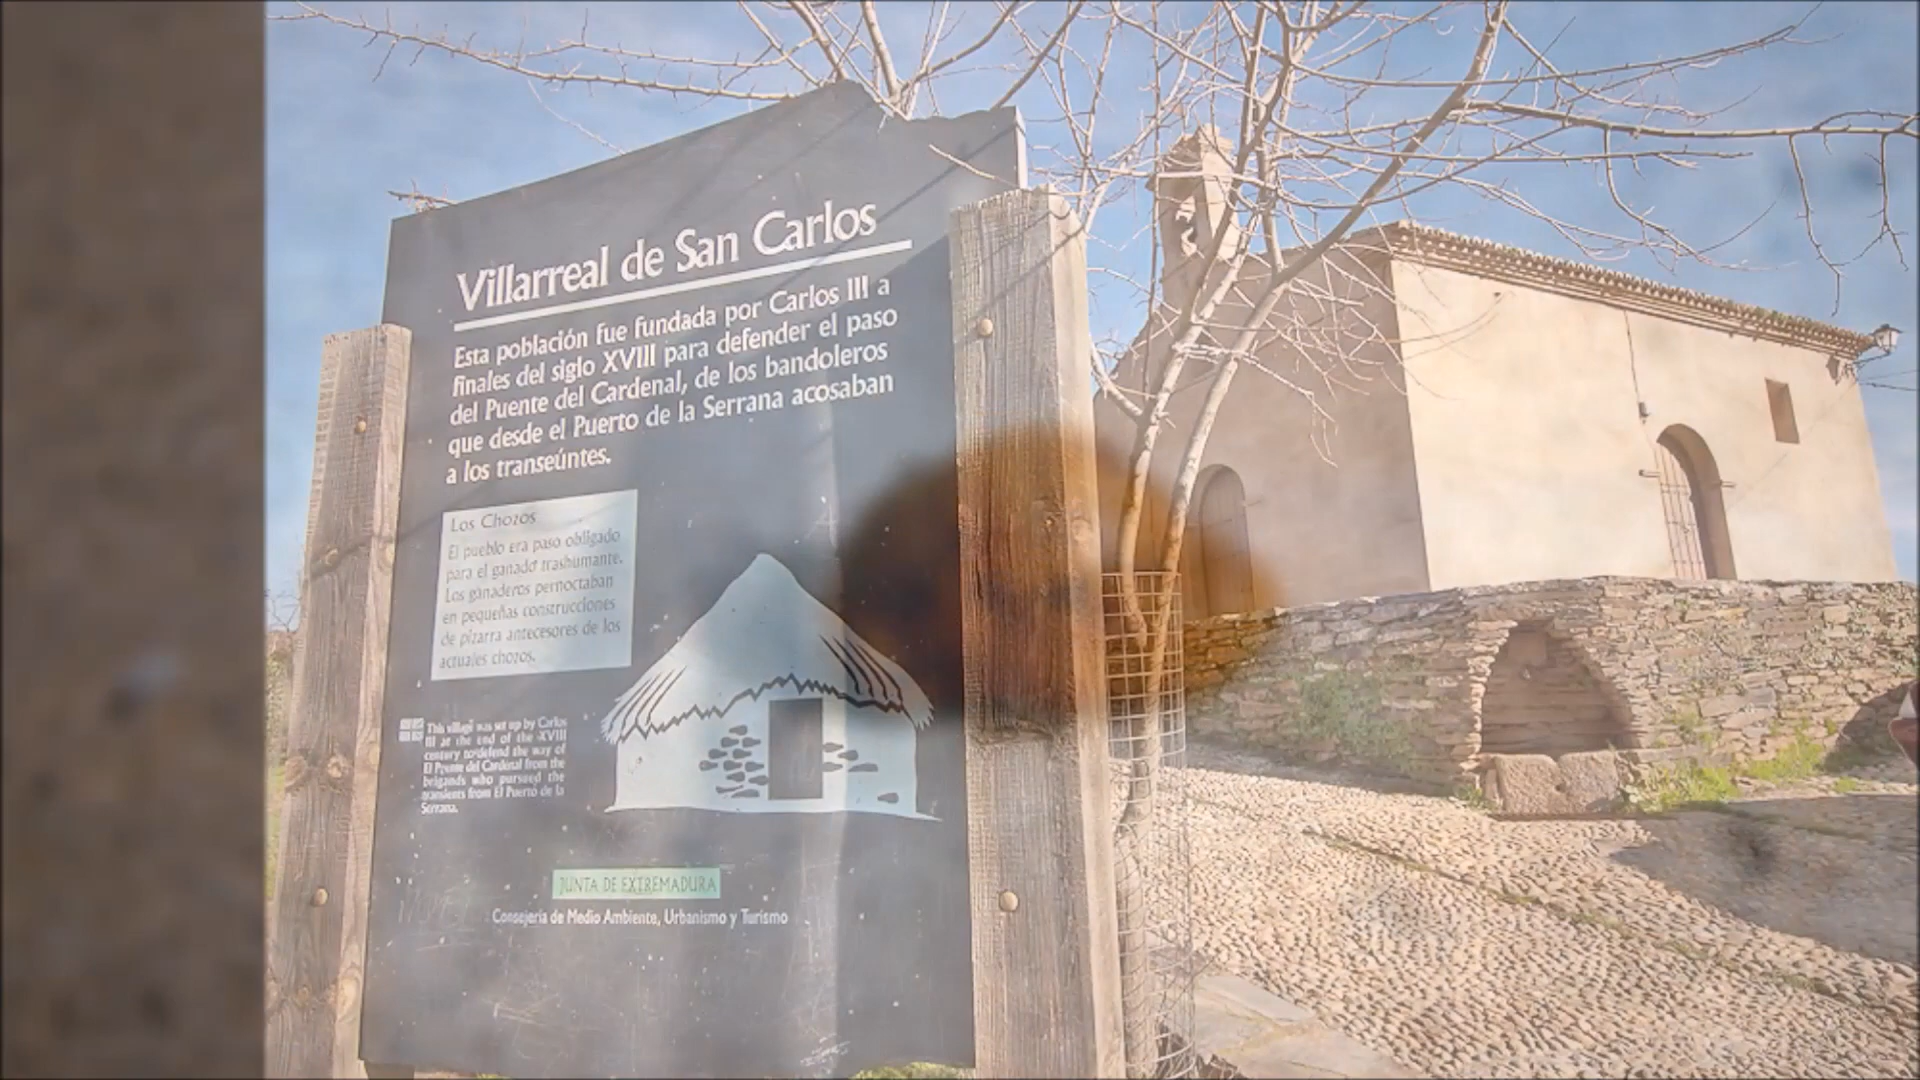 Villarreal de San Carlos
Esta población fue fundada por Carlos III a
finales del siglo XVIII para defender el paso
del Puente del Cardenal, de los bandoleros
que desde el Puerto de la Serrana acosaban
a los transeúntes.
Los Chozos
El pueblo era paso obligado
para el ganado trashumante.
Los ganaderos pernoctaban
en pequeñas construcciones
de pizarra antecesores de los
actuales chozos.
This village was set up by Carlos
III at the end of the XVIII
century to defend the way of
El Puente del Cardenal from the
brigands who pursued the
transients from El Puerto de la
Serrana.
JUNTA DE EXTREMADURA
Consejería de Medio Ambiente, Urbanismo y Turismo